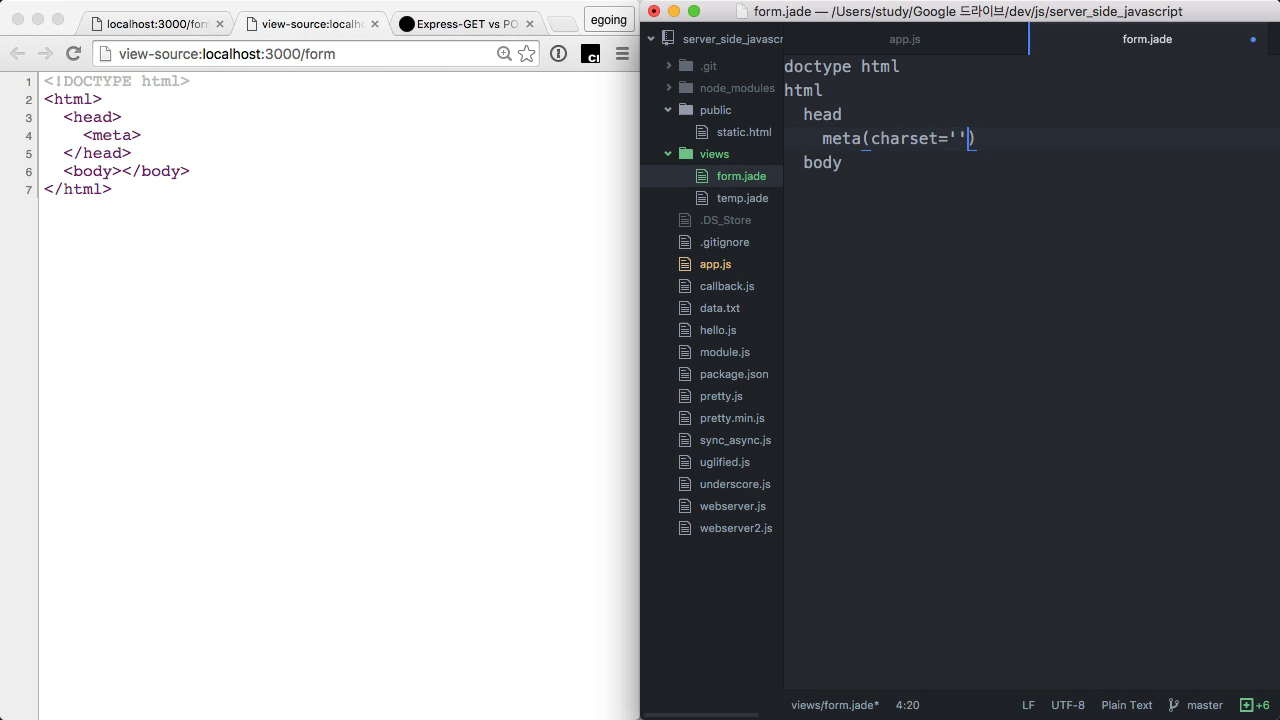 localhost:3000/for
view-source:localh
Express-GET vs PO
egoing
view-source:localhost:3000/form
1 <!DOCTYPE html>
2 <html>
3 <head>
4 <meta>
5 </head>
6 <body></body>
7 </html>
form.jade — /Users/study/Google 드라이브/dev/js/server_side_javascript
server_side_javascr
app.js
form.jade
.git
node_modules
public
static.html
views
form.jade
temp.jade
.DS_Store
.gitignore
app.js
callback.js
data.txt
hello.js
module.js
package.json
pretty.js
pretty.min.js
sync_async.js
uglified.js
underscore.js
webserver.js
webserver2.js
doctype html
html
head
meta(charset='')
body
views/form.jade* 4:20
LF UTF-8 Plain Text master +6